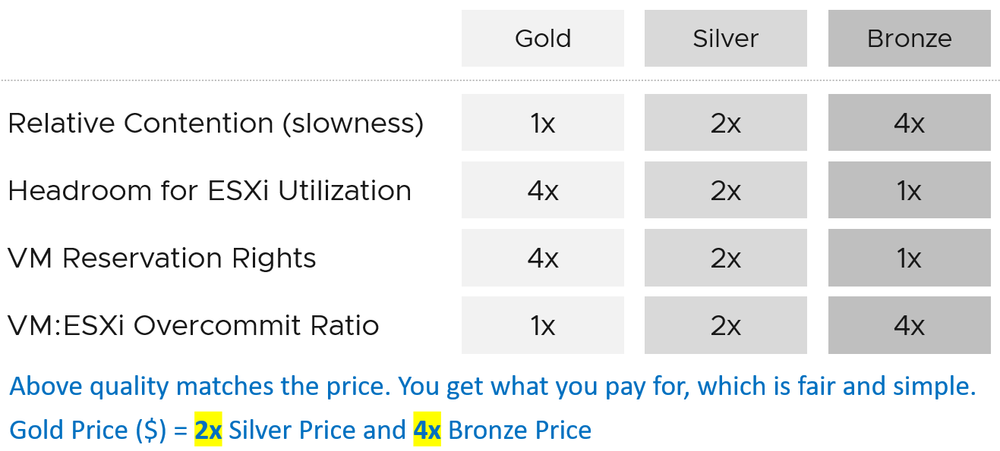 Gold Silver Bronze
Relative Contention (slowness) 1x 2x 4x
Headroom for ESXi Utilization 4x 2x 1x
VM Reservation Rights 4x 2x 1x
VM:ESXi Overcommit Ratio 1x 2x 4x
Above quality matches the price. You get what you pay for, which is fair and simple.
Gold Price ($) = 2x Silver Price and 4x Bronze Price